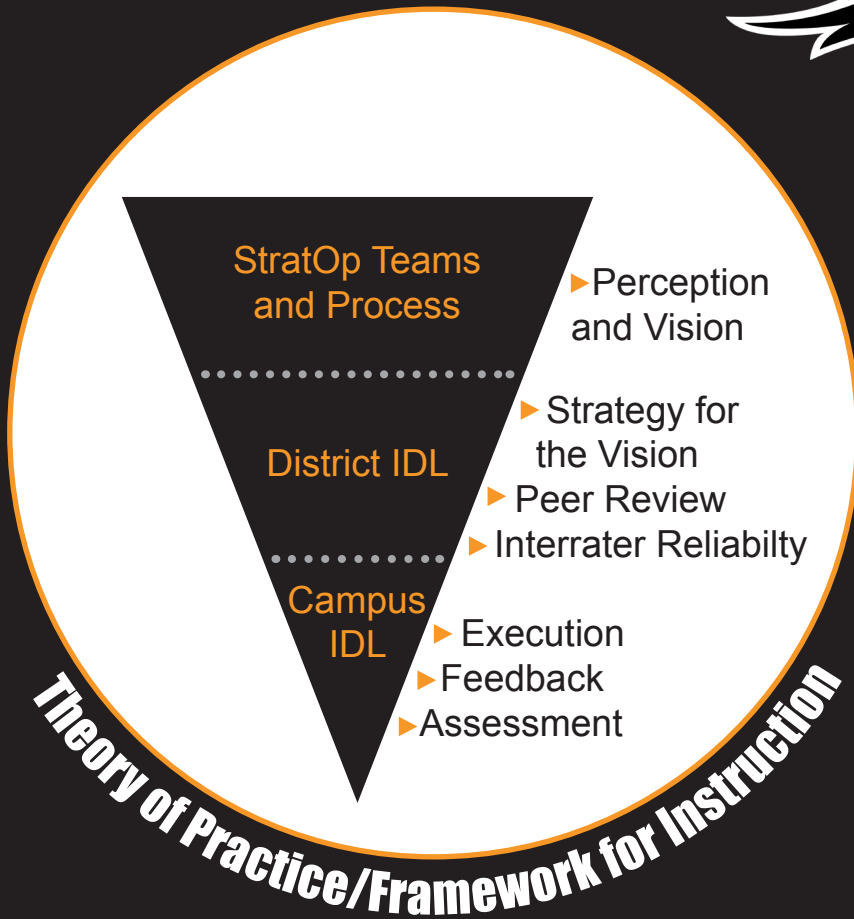 StratOp Teams
and Process
Perception
and Vision
District IDL
Strategy for
the Vision
Peer Review
Interrater Reliabilty
Campus
IDL
Execution
Feedback
Assessment
Theory of Practice/Framework for Instruction